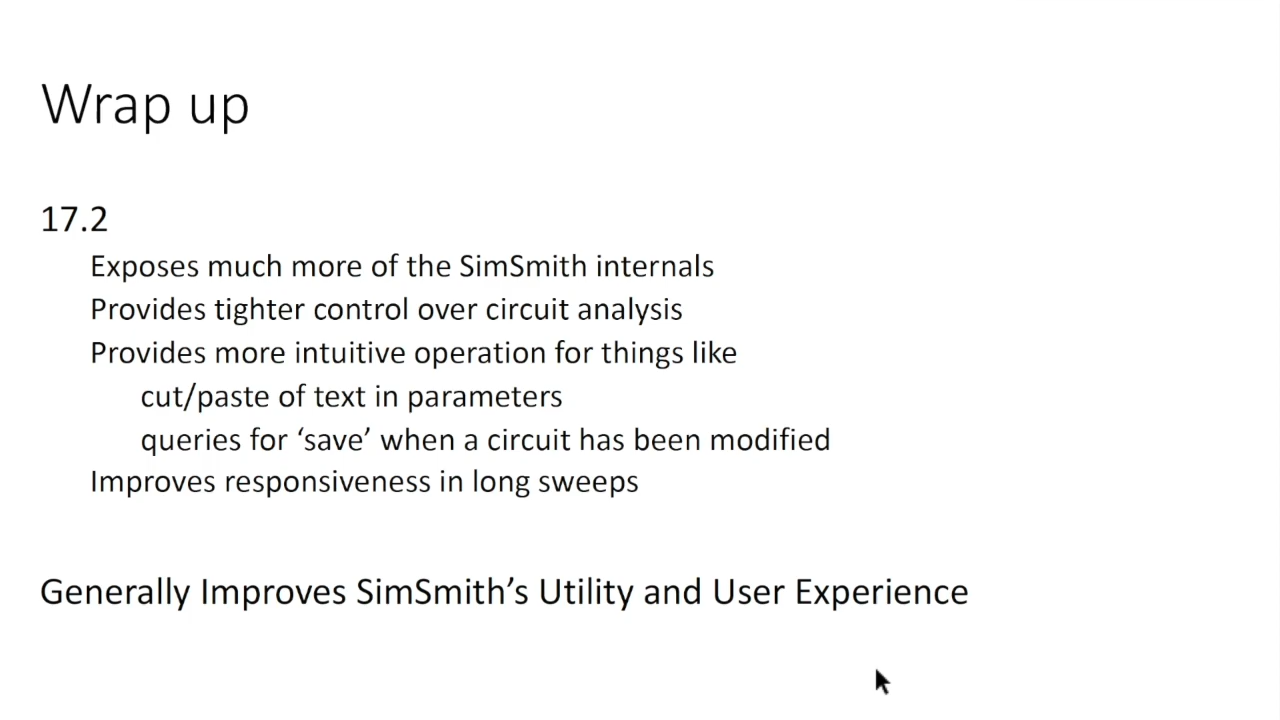 Wrap up
17.2
Exposes much more of the SimSmith internals
Provides tighter control over circuit analysis
Provides more intuitive operation for things like
cut/paste of text in parameters
queries for ‘save’ when a circuit has been modified
Improves responsiveness in long sweeps
Generally Improves SimSmith’s Utility and User Experience